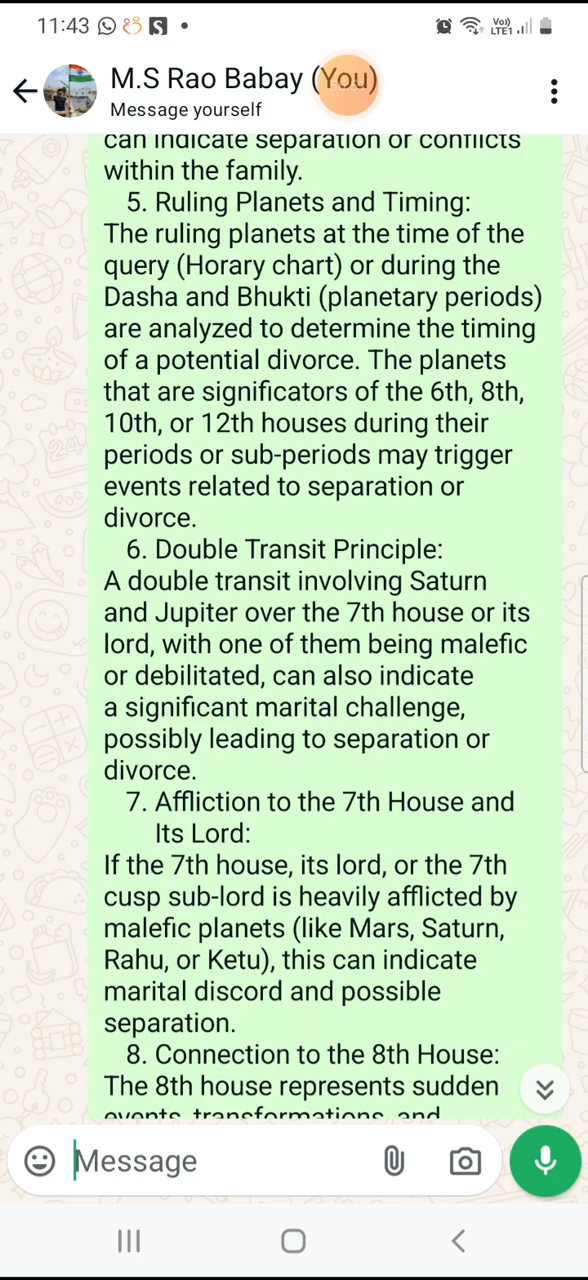 11:43
Vo)) LTE1
M.S Rao Babay (You)
Message yourself
can indicate separation or conflicts
within the family.
5. Ruling Planets and Timing:
The ruling planets at the time of the
query (Horary chart) or during the
Dasha and Bhukti (planetary periods)
are analyzed to determine the timing
of a potential divorce. The planets
that are significators of the 6th, 8th,
10th, or 12th houses during their
periods or sub-periods may trigger
events related to separation or
divorce.
6. Double Transit Principle:
A double transit involving Saturn
and Jupiter over the 7th house or its
lord, with one of them being malefic
or debilitated, can also indicate
a significant marital challenge,
possibly leading to separation or
divorce.
7. Affliction to the 7th House and
Its Lord:
If the 7th house, its lord, or the 7th
cusp sub-lord is heavily afflicted by
malefic planets (like Mars, Saturn,
Rahu, or Ketu), this can indicate
marital discord and possible
separation.
8. Connection to the 8th House:
The 8th house represents sudden
events, transformations, and
Message